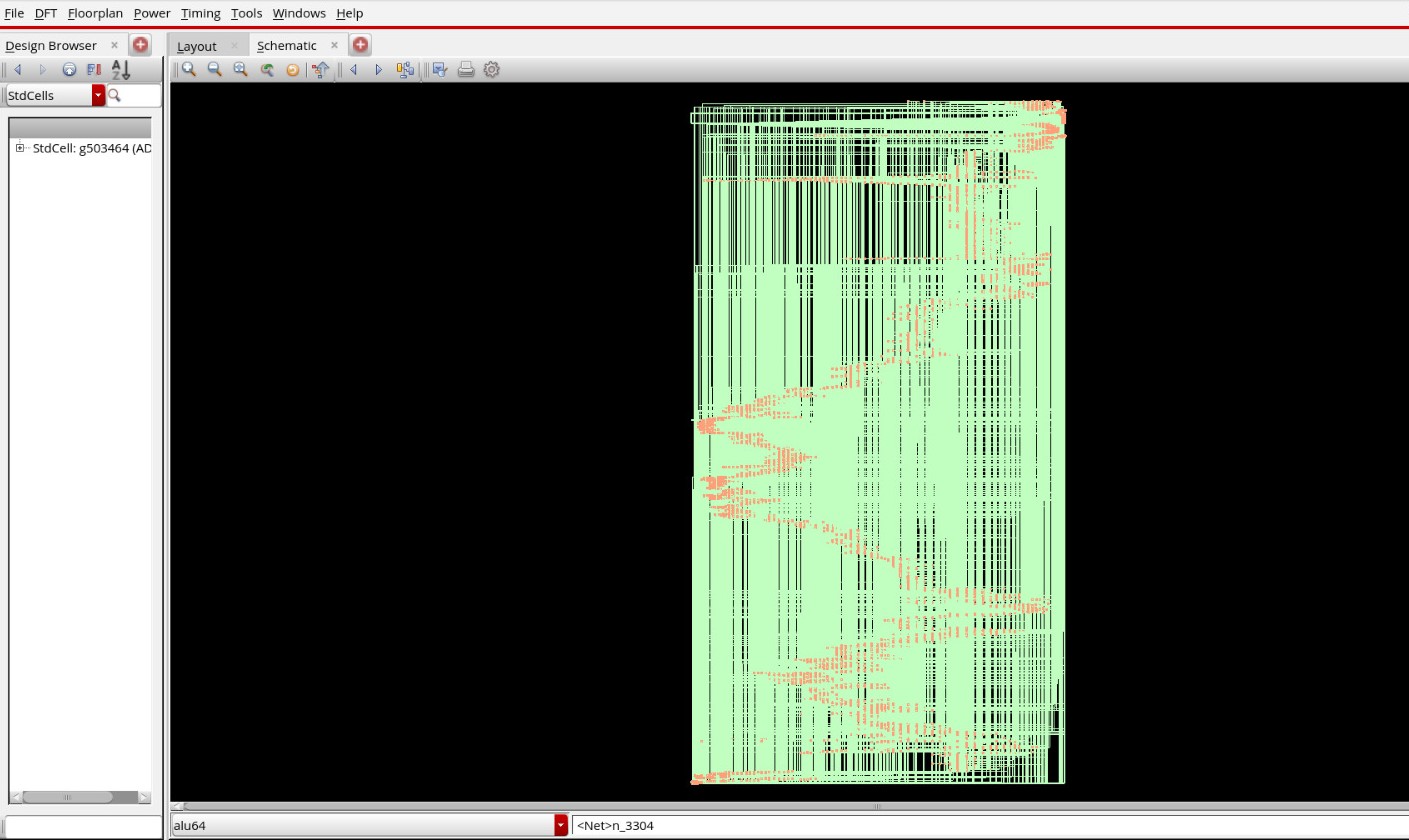 File DFT Floorplan Power Timing Tools Windows Help
Design Browser × Layout × Schematic ×
A
Z
StdCells
StdCell: g503464 (AD
alu64 <Net>n_3304